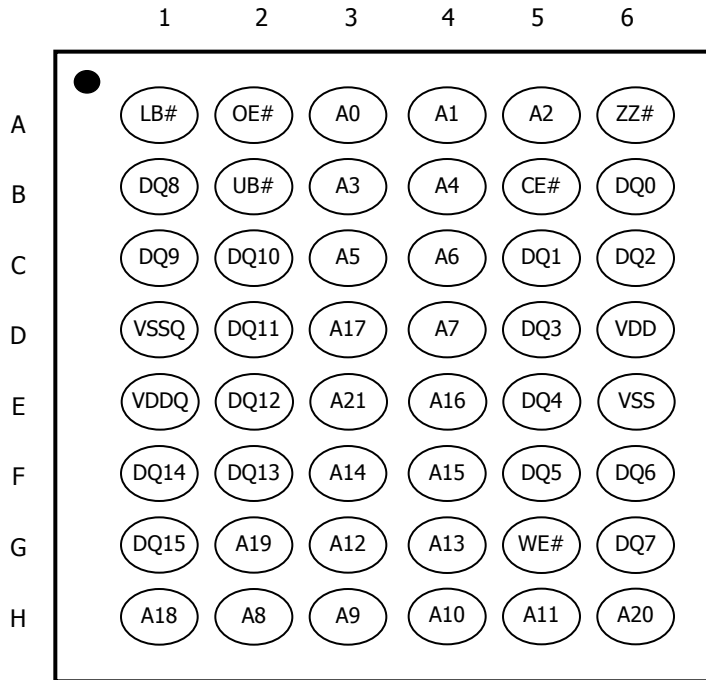 1 2 3 4 5 6
A LB# OE# A0 A1 A2 ZZ#
B DQ8 UB# A3 A4 CE# DQ0
C DQ9 DQ10 A5 A6 DQ1 DQ2
D VSSQ DQ11 A17 A7 DQ3 VDD
E VDDQ DQ12 A21 A16 DQ4 VSS
F DQ14 DQ13 A14 A15 DQ5 DQ6
G DQ15 A19 A12 A13 WE# DQ7
H A18 A8 A9 A10 A11 A20